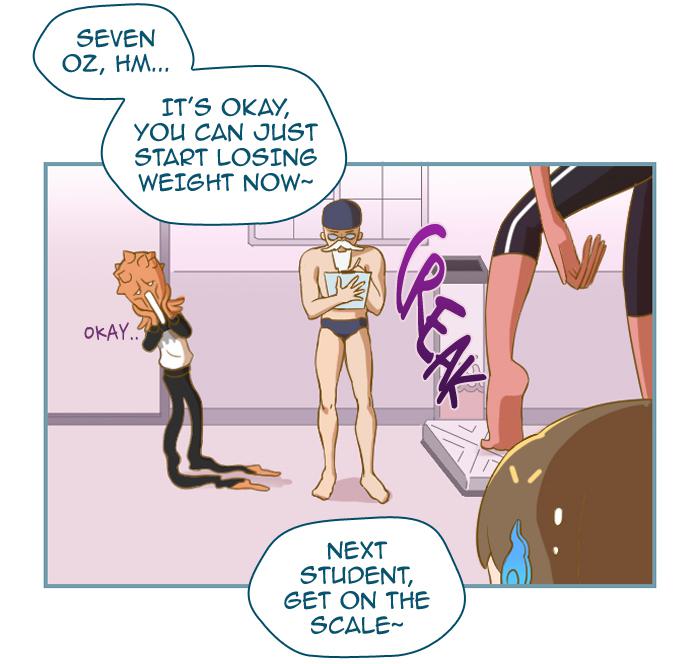 SEVEN
OZ, HM...
IT'S OKAY,
YOU CAN JUST
START LOSING
WEIGHT NOW~
OKAY..
CREAK
NEXT
STUDENT,
GET ON THE
SCALE~